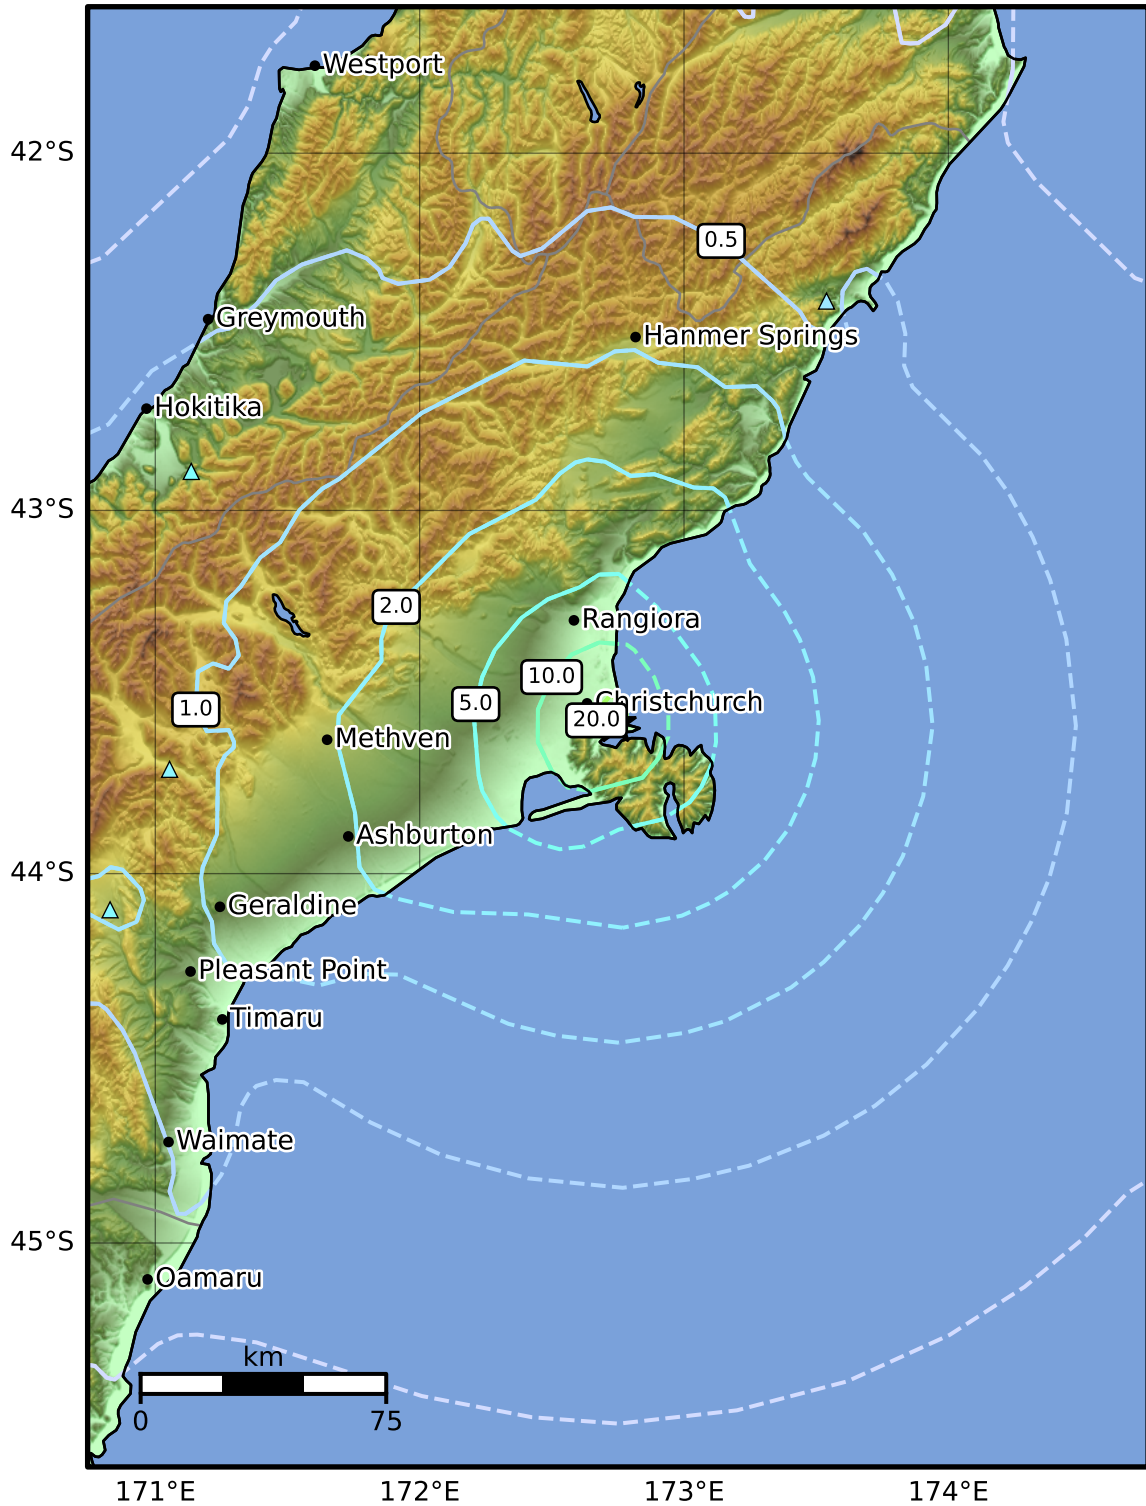 Westport
42°S
0.5
Greymouth
Hanmer Springs
Hokitika
43°S
2.0
Rangiora
10.0
5.0
Christchurch
1.0
20.0
Methven
Ashburton
44°S
Geraldine
Pleasant Point
Timaru
Waimate
45°S
Oamaru
km
0 75
171°E 172°E 173°E 174°E